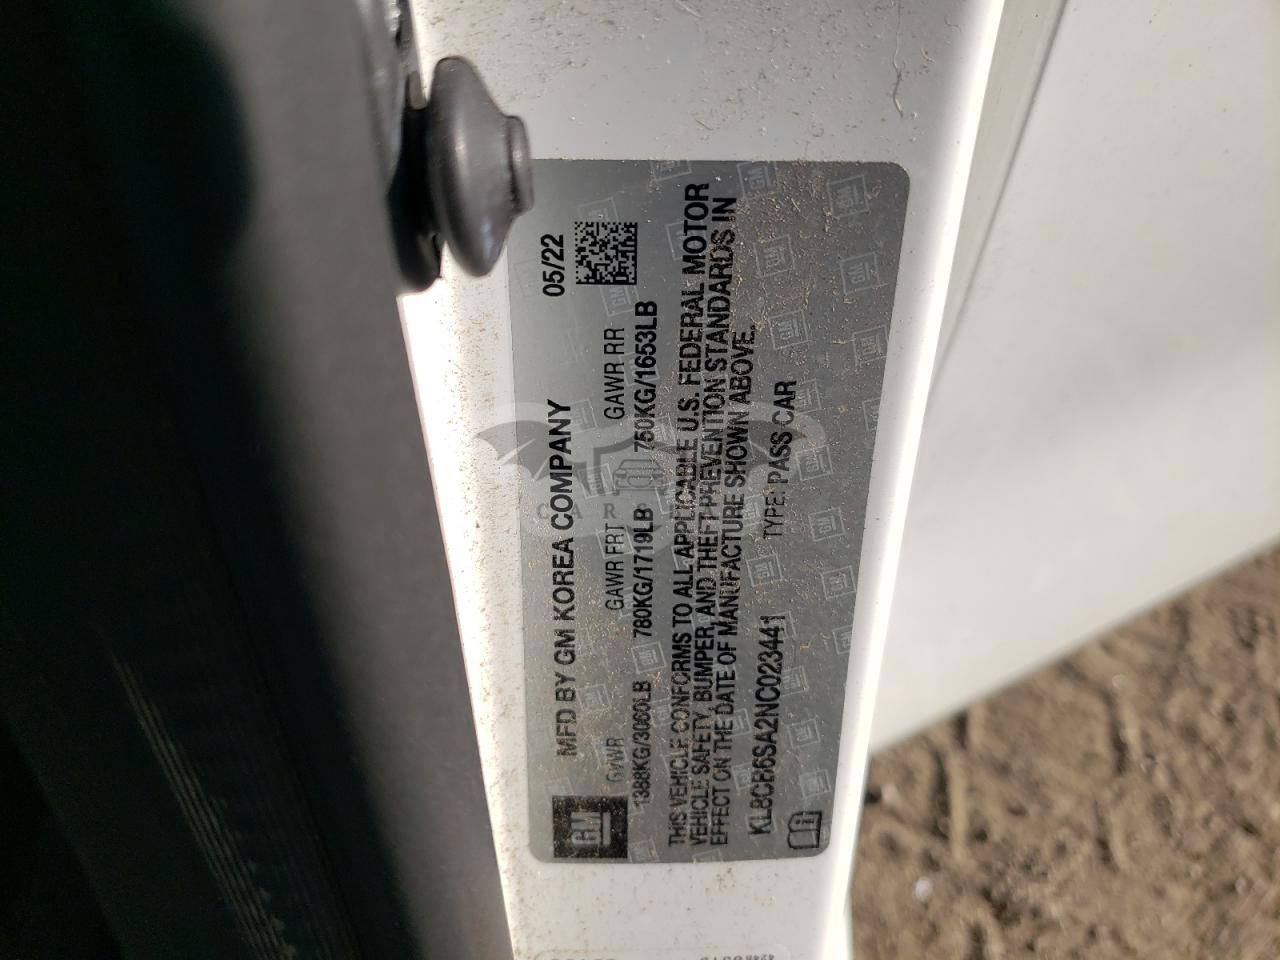 GM
MFD BY GM KOREA COMPANY 05/22
GVWR GAWR FRT GAWR RR
1388KG/3060LB 780KG/1719LB 750KG/1653LB
THIS VEHICLE CONFORMS TO ALL APPLICABLE U.S. FEDERAL MOTOR
VEHICLE SAFETY, BUMPER, AND THEFT PREVENTION STANDARDS IN
EFFECT ON THE DATE OF MANUFACTURE SHOWN ABOVE.
KL8CB6SA2NC023441 TYPE: PASS CAR